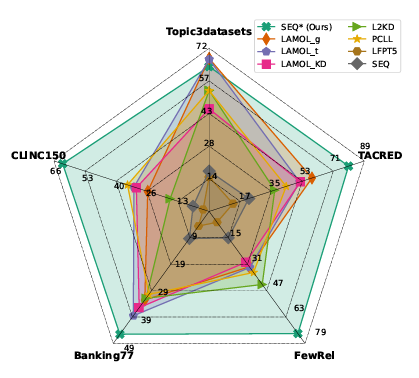 Topic3datasets
SEQ* (Ours)
LAMOL_g
LAMOL_t
LAMOL_KD
L2KD
PCLL
LFPT5
SEQ
72
57
43
28
14
CLINC150
66
53
40
26
13
TACRED
89
71
53
35
17
9
19
29
39
49
Banking77
15
31
47
63
79
FewRel